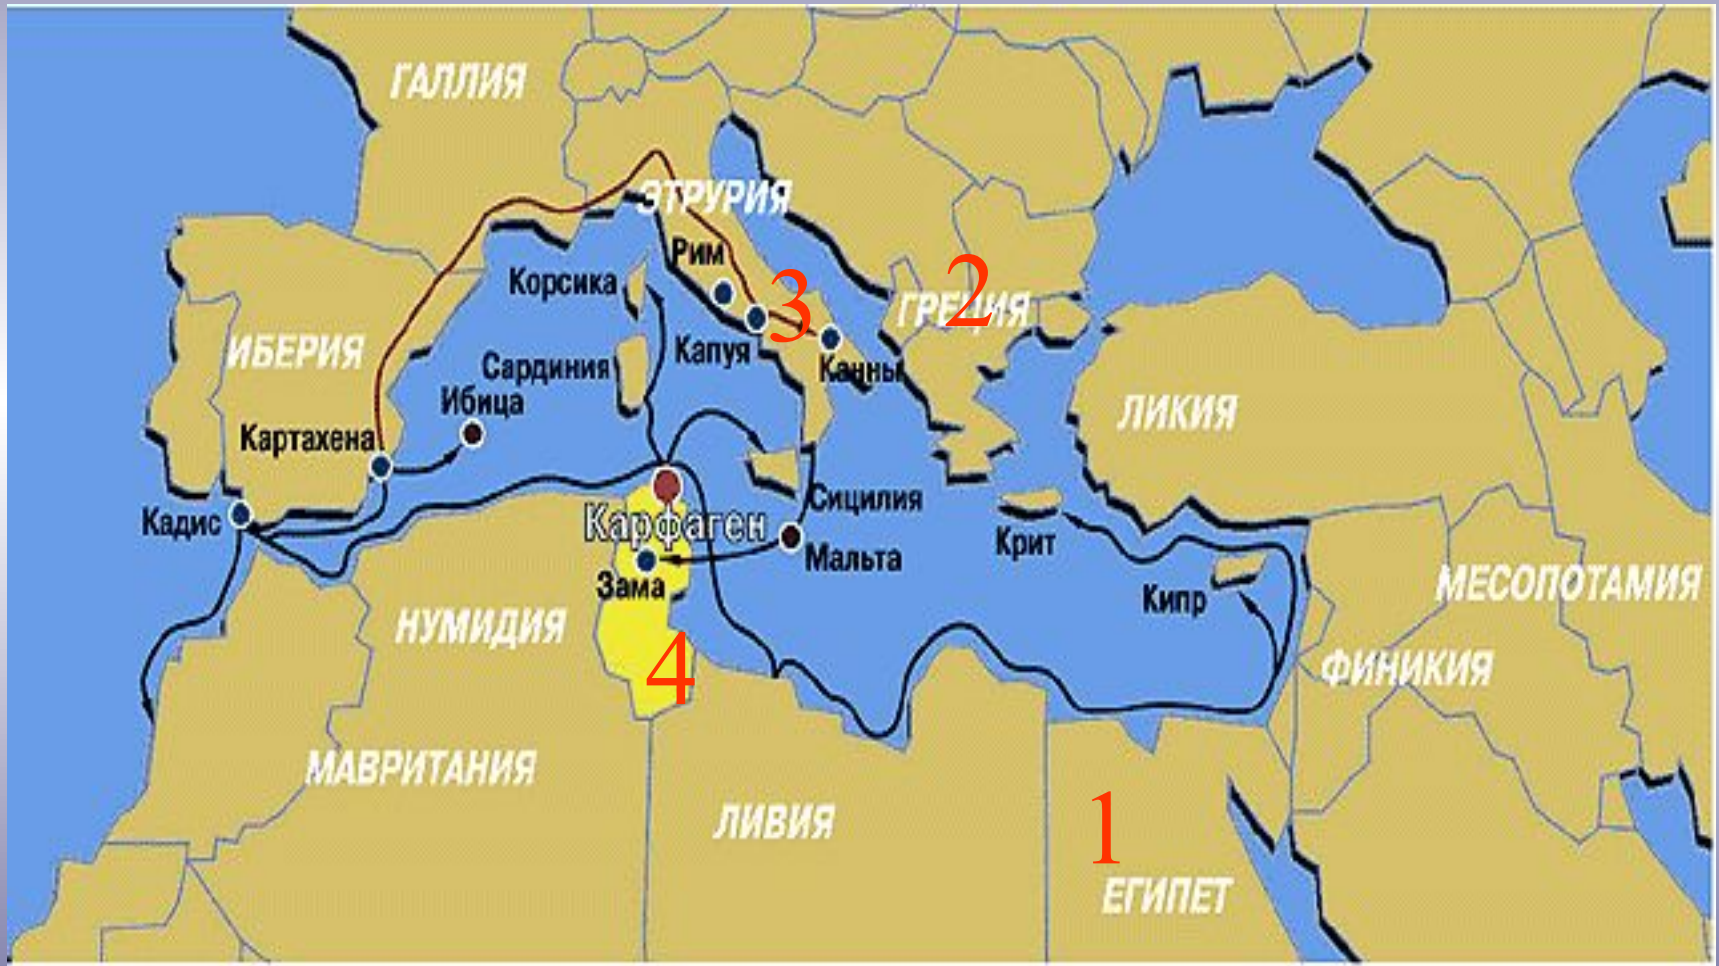 ГАЛЛИЯ
ЭТРУРИЯ
Рим
2
Корсика
3
ГРЕЦИЯ
ИБЕРИЯ
Капуя
Сардиния
Канны
Ибица
ЛИКИЯ
Картахена
Сицилия
Кадис
Карфаген
Крит
Мальта
Зама
МЕСОПОТАМИЯ
Кипр
НУМИДИЯ
4
ФИНИКИЯ
МАВРИТАНИЯ
ЛИВИЯ
1
ЕГИПЕТ